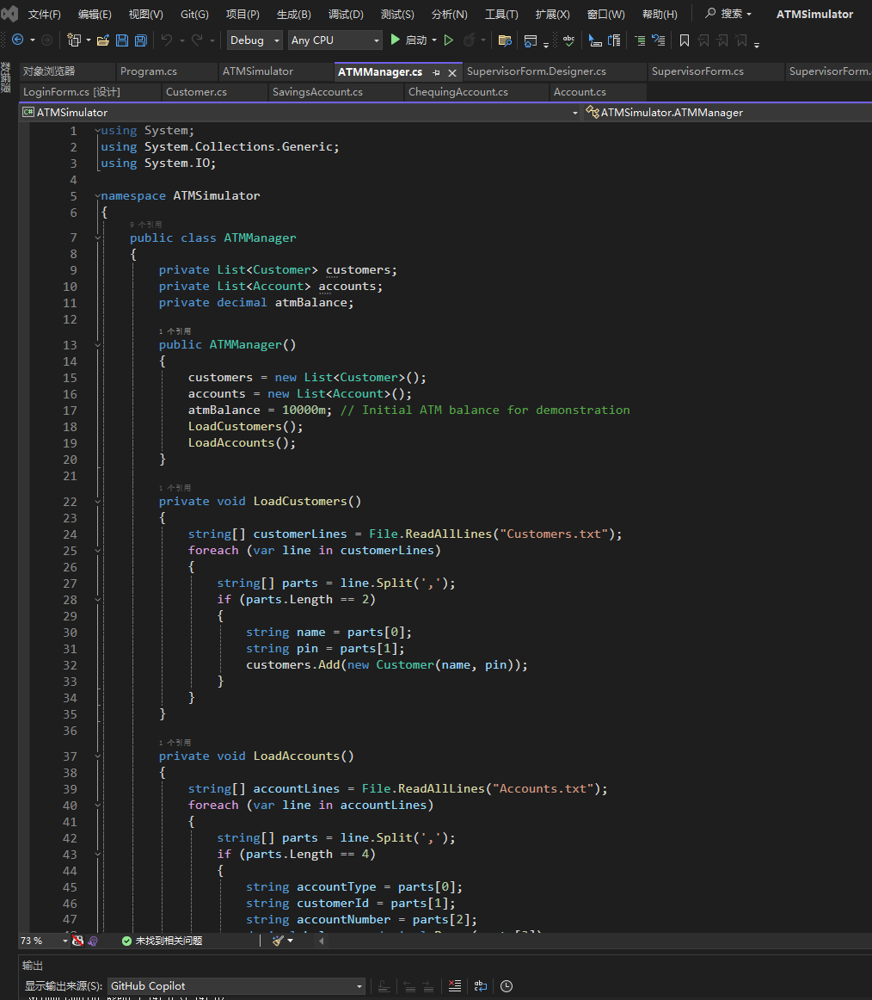 文件(F) 编辑(E) 视图(V) Git(G) 项目(P) 生成(B) 调试(D) 测试(S) 分析(N) 工具(T) 扩展(X) 窗口(W) 帮助(H) 搜索 ATMSimulator
Debug Any CPU 启动
数据源
对象浏览器 Program.cs ATMSimulator ATMManager.cs SupervisorForm.Designer.cs SupervisorForm.cs SupervisorForm.
LoginForm.cs [设计] Customer.cs SavingsAccount.cs ChequingAccount.cs Account.cs
C# ATMSimulator ATMSimulator.ATMManager
1 using System;
2 using System.Collections.Generic;
3 using System.IO;
4
5 namespace ATMSimulator
6 {
9 个引用
7 public class ATMManager
8 {
9 private List<Customer> customers;
10 private List<Account> accounts;
11 private decimal atmBalance;
12
1 个引用
13 public ATMManager()
14 {
15 customers = new List<Customer>();
16 accounts = new List<Account>();
17 atmBalance = 10000m; // Initial ATM balance for demonstration
18 LoadCustomers();
19 LoadAccounts();
20 }
21
1 个引用
22 private void LoadCustomers()
23 {
24 string[] customerLines = File.ReadAllLines("Customers.txt");
25 foreach (var line in customerLines)
26 {
27 string[] parts = line.Split(',');
28 if (parts.Length == 2)
29 {
30 string name = parts[0];
31 string pin = parts[1];
32 customers.Add(new Customer(name, pin));
33 }
34 }
35 }
36
1 个引用
37 private void LoadAccounts()
38 {
39 string[] accountLines = File.ReadAllLines("Accounts.txt");
40 foreach (var line in accountLines)
41 {
42 string[] parts = line.Split(',');
43 if (parts.Length == 4)
44 {
45 string accountType = parts[0];
46 string customerId = parts[1];
47 string accountNumber = parts[2];
73 % 未找到相关问题
输出
显示输出来源(S): GitHub Copilot